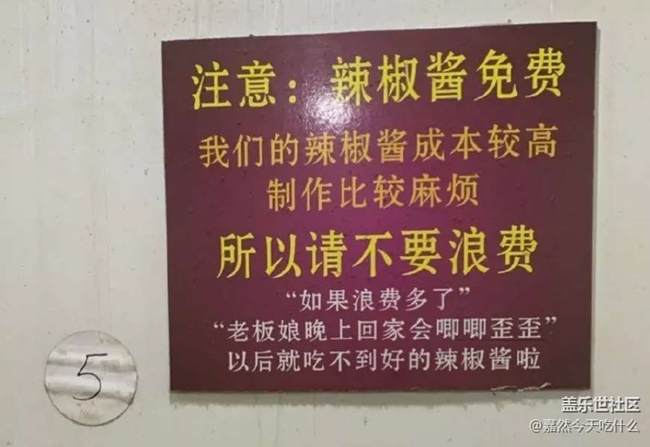 注意：辣椒酱免费
我们的辣椒酱成本较高
制作比较麻烦
所以请不要浪费
“如果浪费多了”
“老板娘晚上回家会唧唧歪歪”
以后就吃不到好的辣椒酱啦
5
盖乐世社区
@嘉然今天吃什么